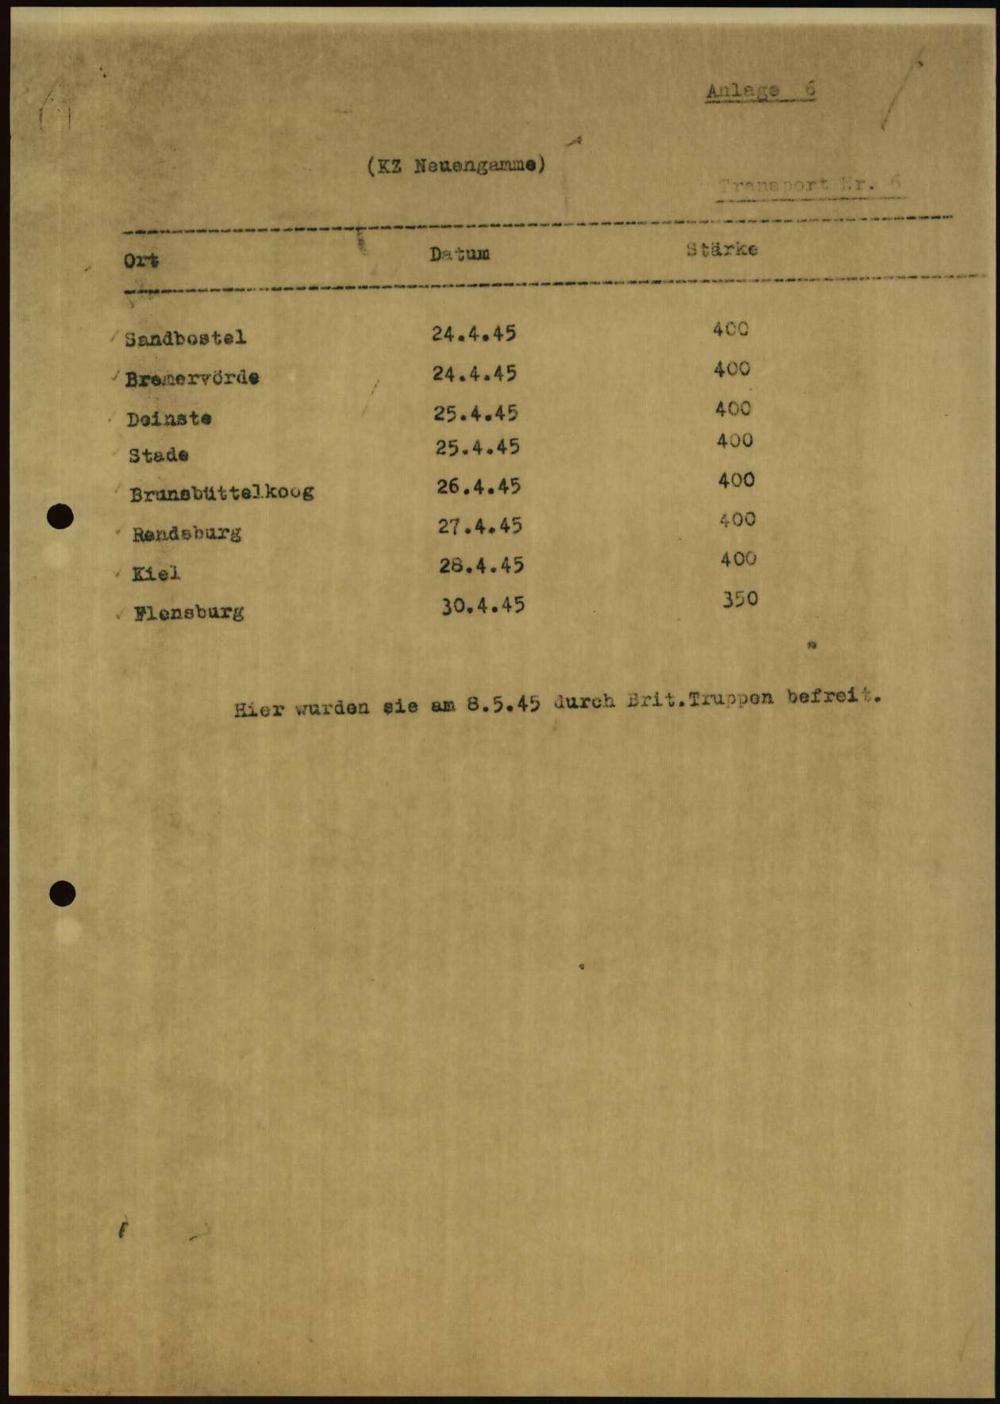 Anlage 6
(KZ Neuengamme)
Transport Nr. 6
Ort Datum Stärke
Sandbostel 24.4.45 400
Bremervörde 24.4.45 400
Deinste 25.4.45 400
Stade 25.4.45 400
Brunsbüttelkoog 26.4.45 400
Rendsburg 27.4.45 400
Kiel 28.4.45 400
Flensburg 30.4.45 350
Hier wurden sie am 8.5.45 durch Brit.Truppen befreit.